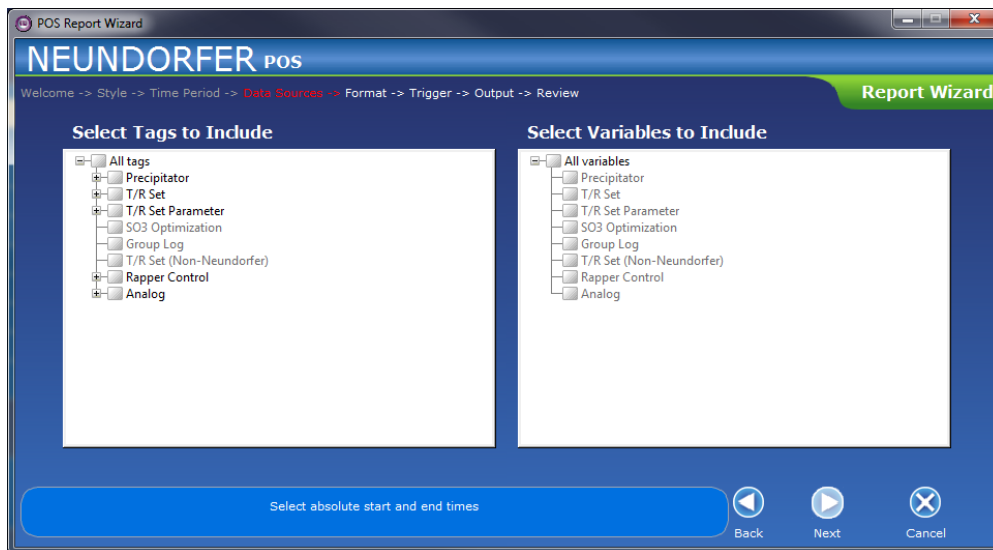 POS Report Wizard
NEUNDORFER POS
Welcome -> Style -> Time Period -> Data Sources -> Format -> Trigger -> Output -> Review
Report Wizard
Select Tags to Include
All tags
Precipitator
T/R Set
T/R Set Parameter
SO3 Optimization
Group Log
T/R Set (Non-Neundorfer)
Rapper Control
Analog
Select Variables to Include
All variables
Precipitator
T/R Set
T/R Set Parameter
SO3 Optimization
Group Log
T/R Set (Non-Neundorfer)
Rapper Control
Analog
Select absolute start and end times
Back
Next
Cancel